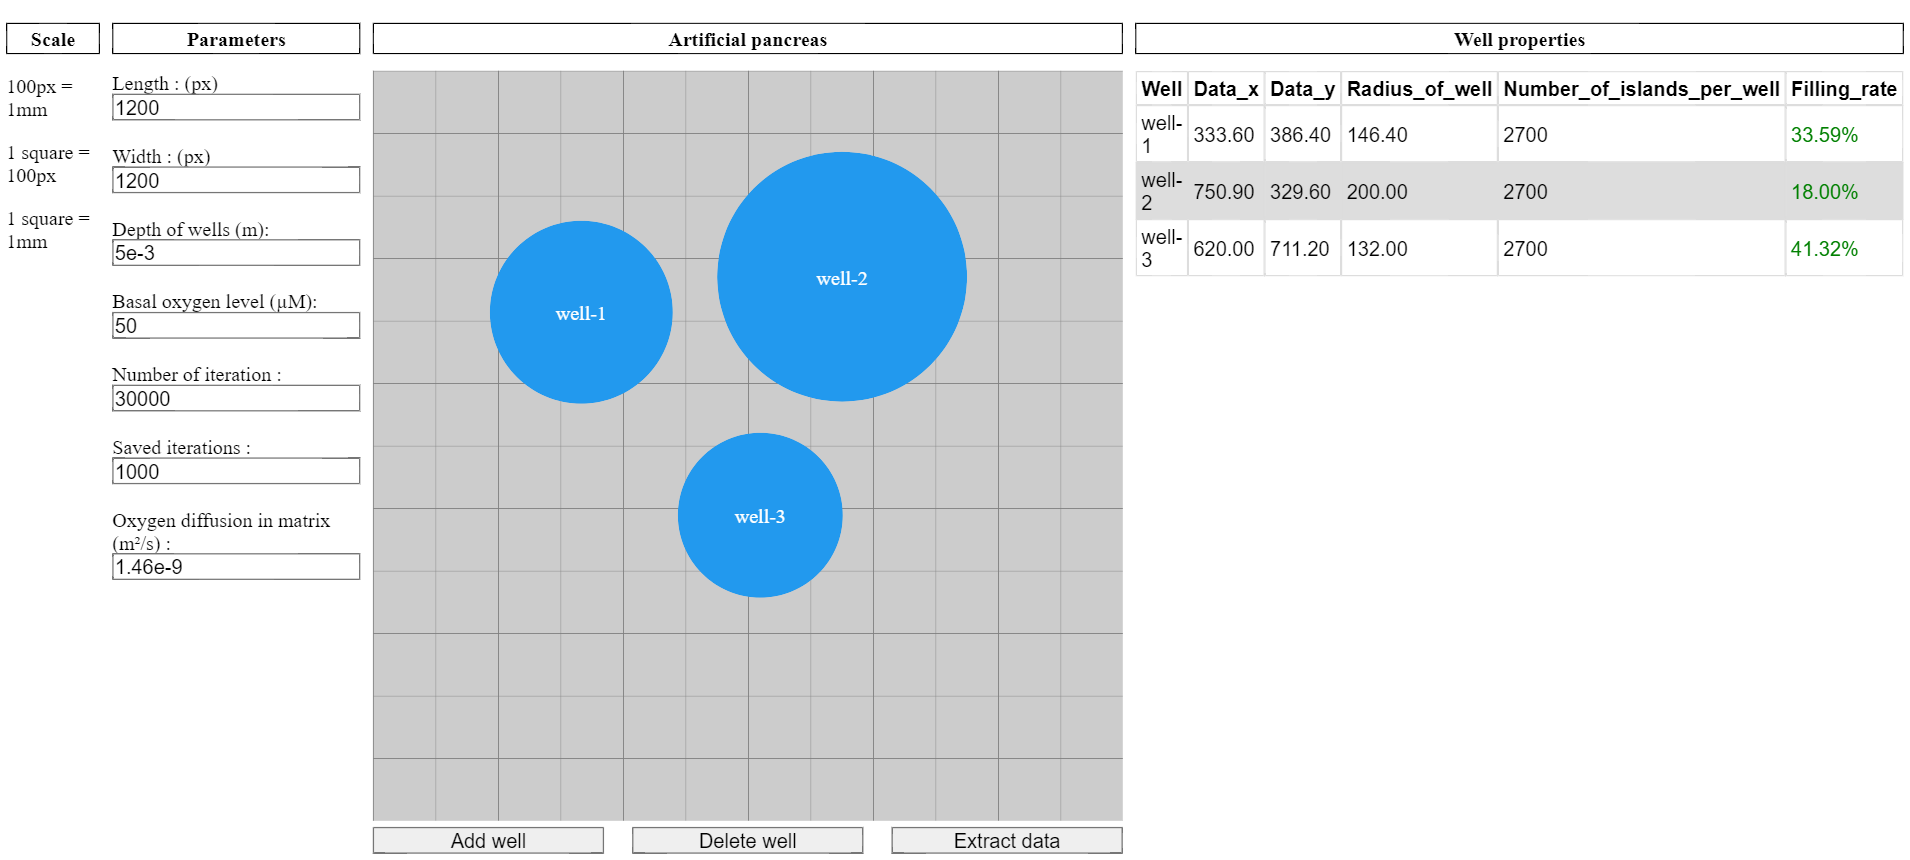 Scale
100px =
1mm
1 square =
100px
1 square =
1mm
Parameters
Length : (px)
1200
Width : (px)
1200
Depth of wells (m):
5e-3
Basal oxygen level (µM):
50
Number of iteration :
30000
Saved iterations :
1000
Oxygen diffusion in matrix
(m²/s) :
1.46e-9
Artificial pancreas
well-1
well-2
well-3
Add well Delete well Extract data
Well properties
Well Data_x Data_y Radius_of_well Number_of_islands_per_well Filling_rate
well-
1 333.60 386.40 146.40 2700 33.59%
well-
2 750.90 329.60 200.00 2700 18.00%
well-
3 620.00 711.20 132.00 2700 41.32%